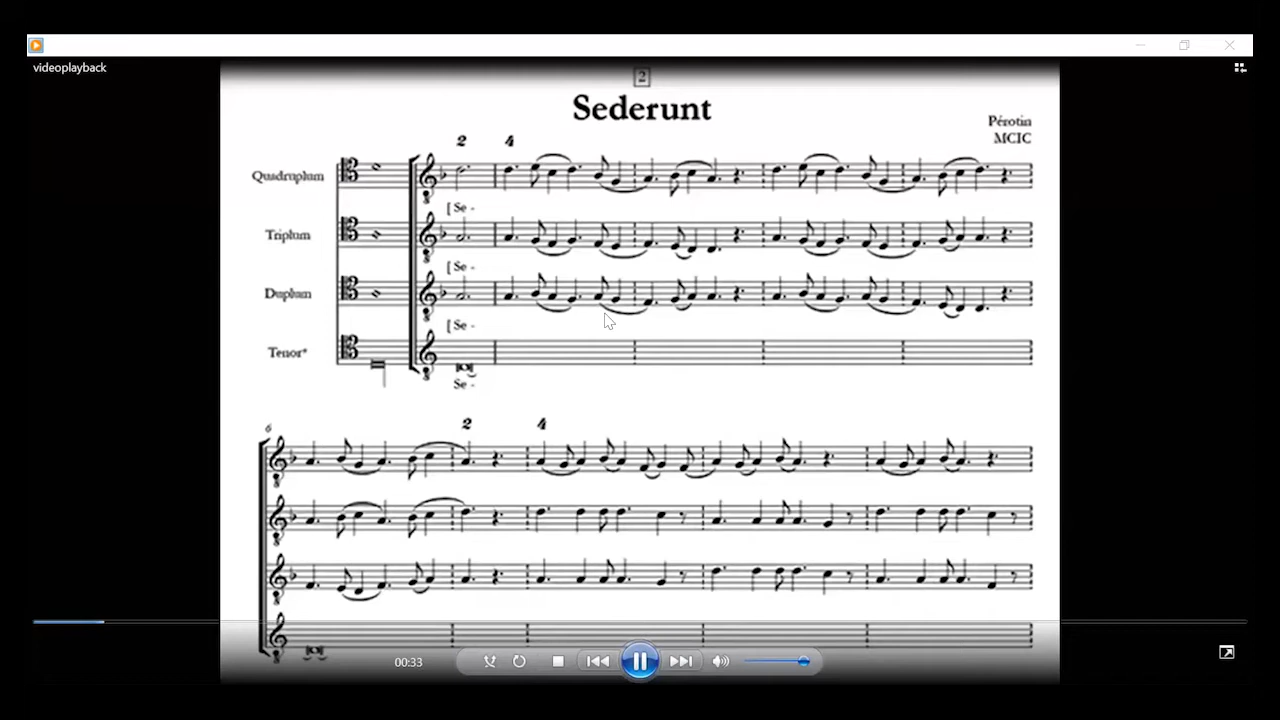 videoplayback
2
Sederunt
Pérotin
MCIC
2 4
Quadruplum
[ Se -
Triplum
[ Se -
Duplum
[ Se -
Tenor*
Se -
6 2 4
00:33